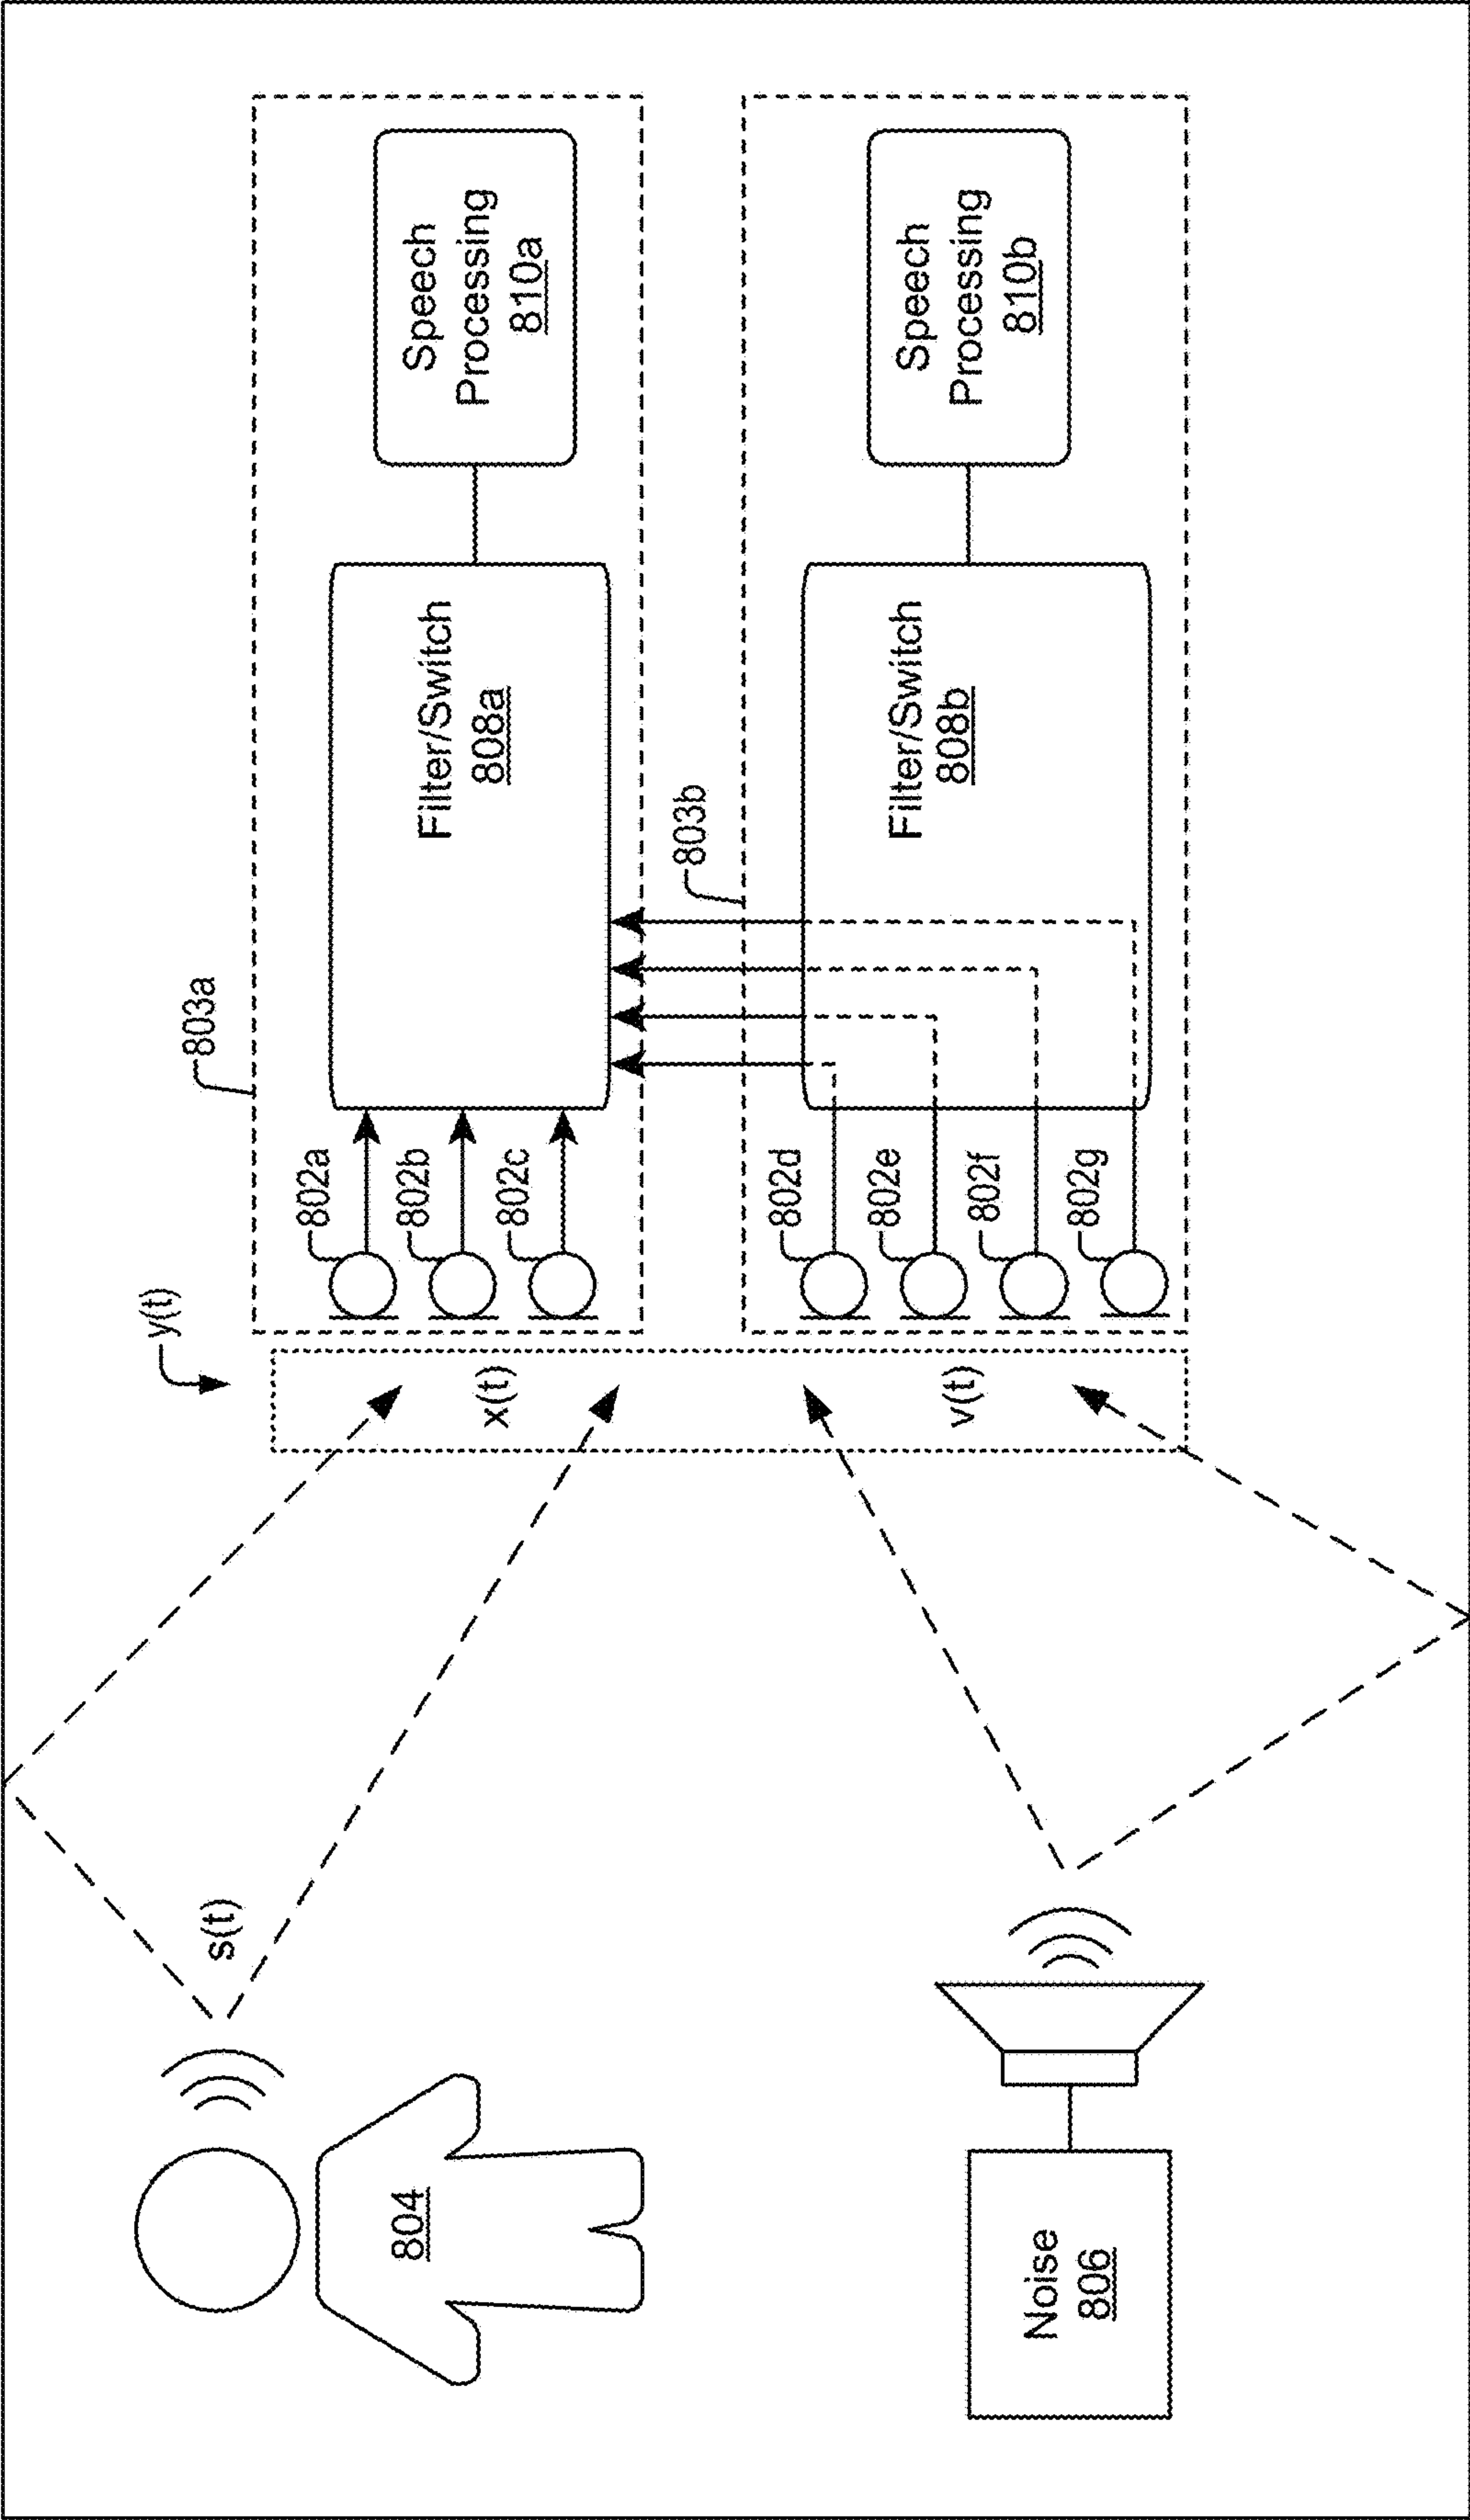 804
s(t)
Noise
806
y(t)
x(t)
v(t)
803a
802a
802b
802c
Filter/Switch
808a
Speech
Processing
810a
803b
802d
802e
802f
802g
Filter/Switch
808b
Speech
Processing
810b